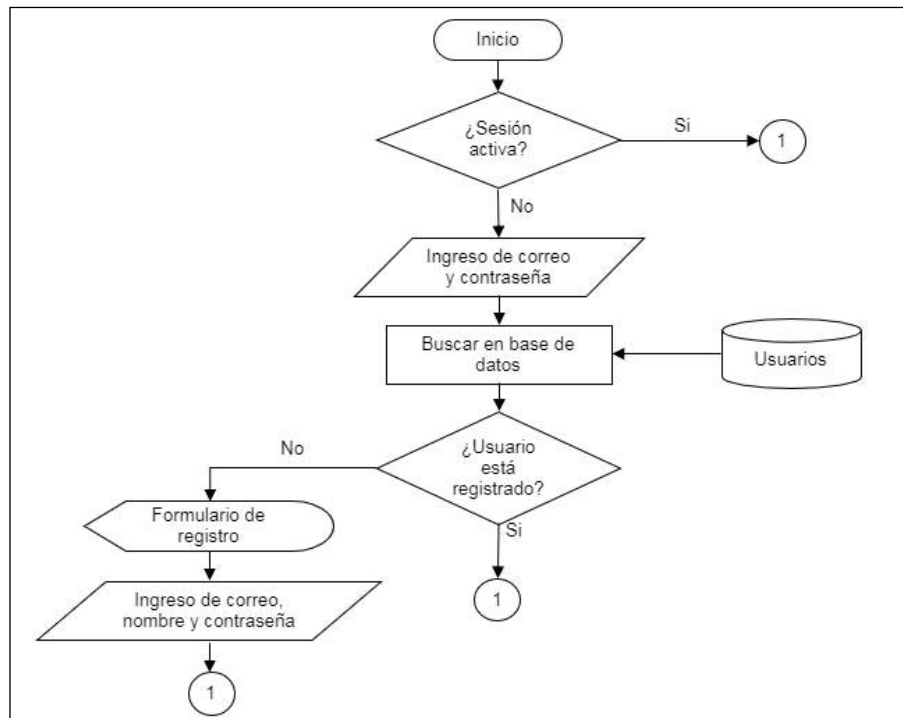 Inicio
¿Sesión
activa?
Si
1
No
Ingreso de correo
y contraseña
Buscar en base de
datos
Usuarios
¿Usuario
está
registrado?
No
Si
Formulario de
registro
1
Ingreso de correo,
nombre y contraseña
1